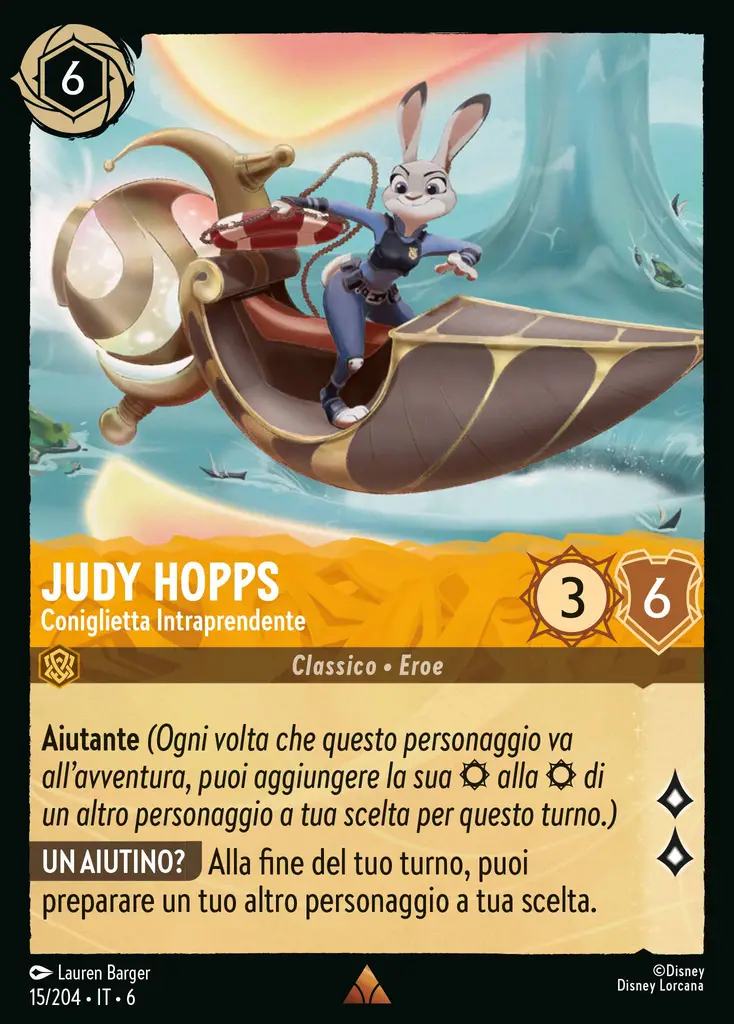 6
JUDY HOPPS
Coniglietta Intraprendente
3
6
Classico • Eroe
Aiutante (Ogni volta che questo personaggio va
all'avventura, puoi aggiungere la sua alla di
un altro personaggio a tua scelta per questo turno.)
UN AIUTINO? Alla fine del tuo turno, puoi
preparare un tuo altro personaggio a tua scelta.
Lauren Barger
15/204 • IT • 6
©Disney
Disney Lorcana